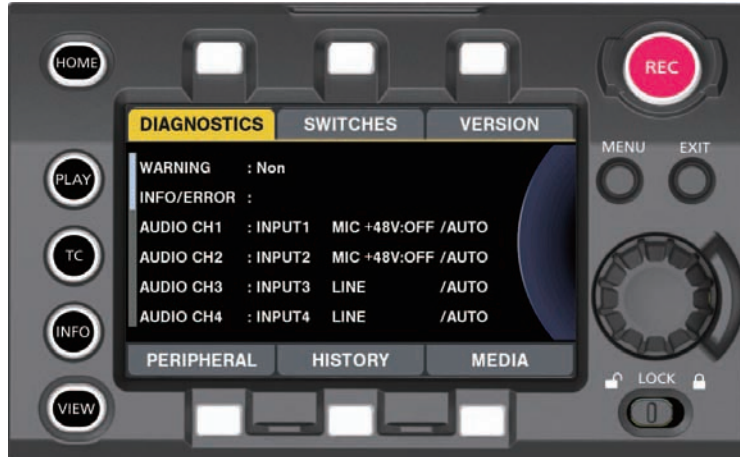 HOME
REC
DIAGNOSTICS SWITCHES VERSION
MENU EXIT
WARNING : Non
PLAY
INFO/ERROR :
AUDIO CH1 : INPUT1 MIC +48V:OFF /AUTO
TC
AUDIO CH2 : INPUT2 MIC +48V:OFF /AUTO
AUDIO CH3 : INPUT3 LINE /AUTO
INFO
AUDIO CH4 : INPUT4 LINE /AUTO
PERIPHERAL HISTORY MEDIA
LOCK
VIEW